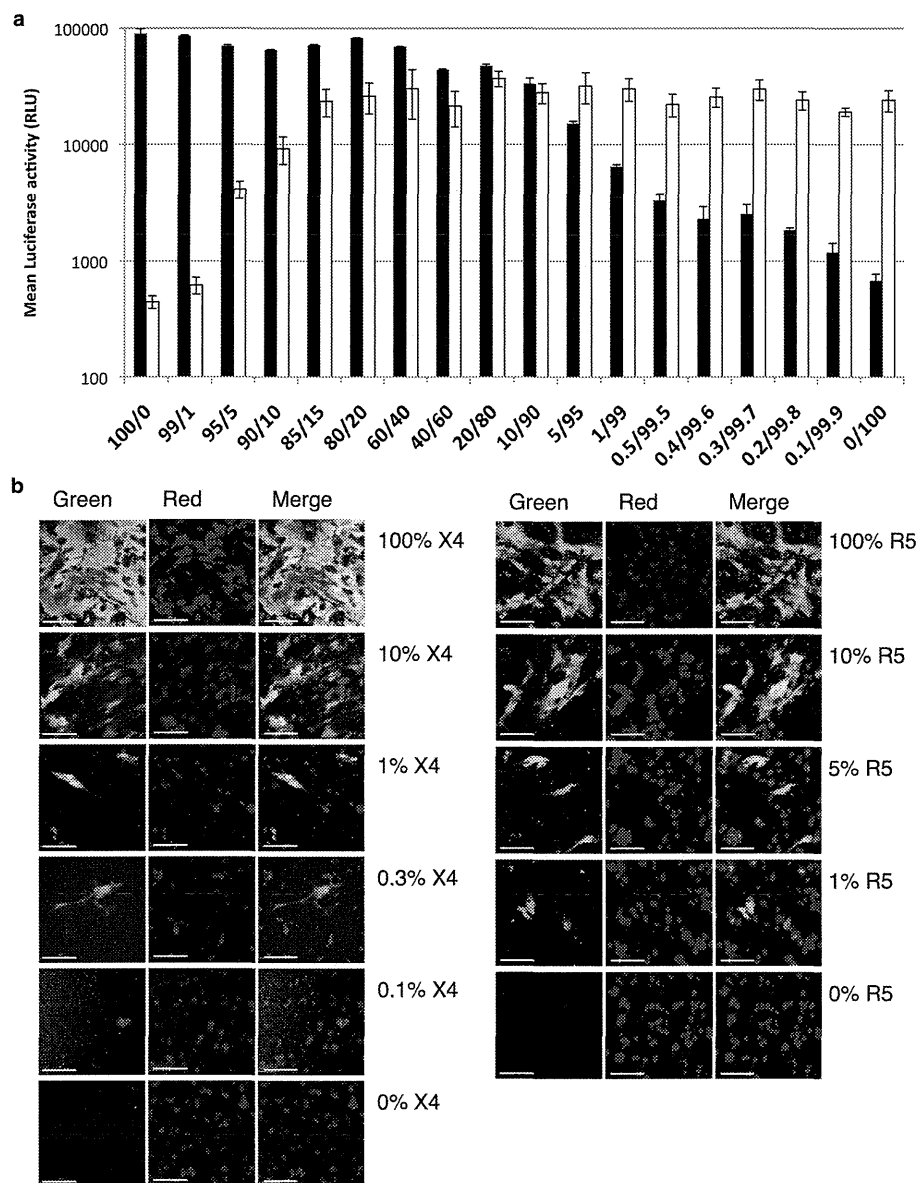 a
Mean Luciferase activity (RLU)
100000
10000
1000
100
100/0
99/1
95/5
90/10
85/15
80/20
60/40
40/60
20/80
10/90
5/95
1/99
0.5/99.5
0.4/99.6
0.3/99.7
0.2/99.8
0.1/99.9
0/100
b
Green Red Merge
100% X4
10% X4
1% X4
0.3% X4
0.1% X4
0% X4
Green Red Merge
100% R5
10% R5
5% R5
1% R5
0% R5